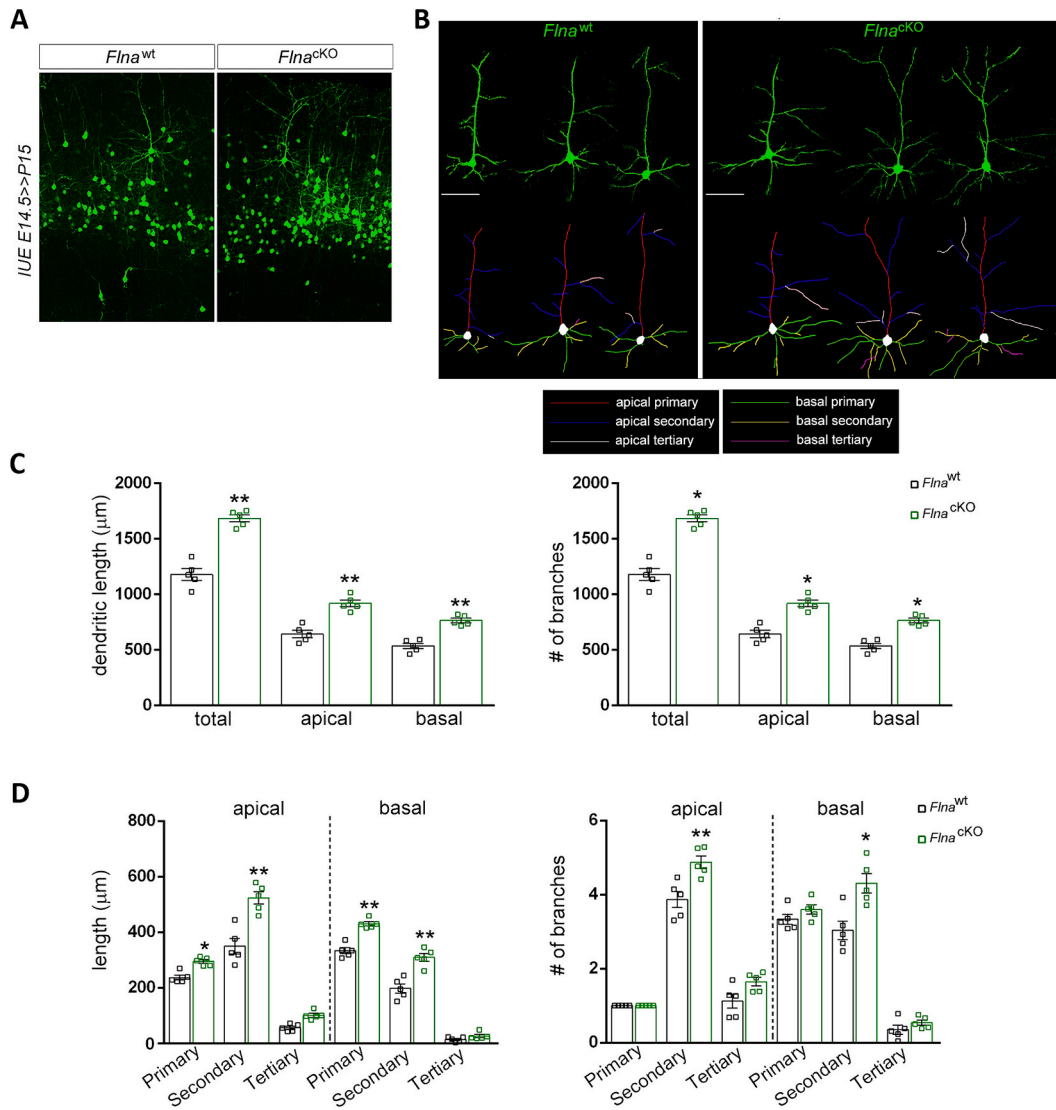 A
Flna wt
Flna cKO
IUE E14.5>>P15
B
Flna wt
Flna cKO
apical primary
apical secondary
apical tertiary
basal primary
basal secondary
basal tertiary
C
2000
1500
1000
500
0
dendritic length (µm)
**
**
**
total
apical
basal
2000
1500
1000
500
0
# of branches
*
*
*
total
apical
basal
Flna wt
Flna cKO
D
apical
basal
800
600
400
200
0
length (µm)
*
**
**
**
Primary
Secondary
Tertiary
Primary
Secondary
Tertiary
apical
basal
6
4
2
0
# of branches
**
*
Primary
Secondary
Tertiary
Primary
Secondary
Tertiary
Flna wt
Flna cKO